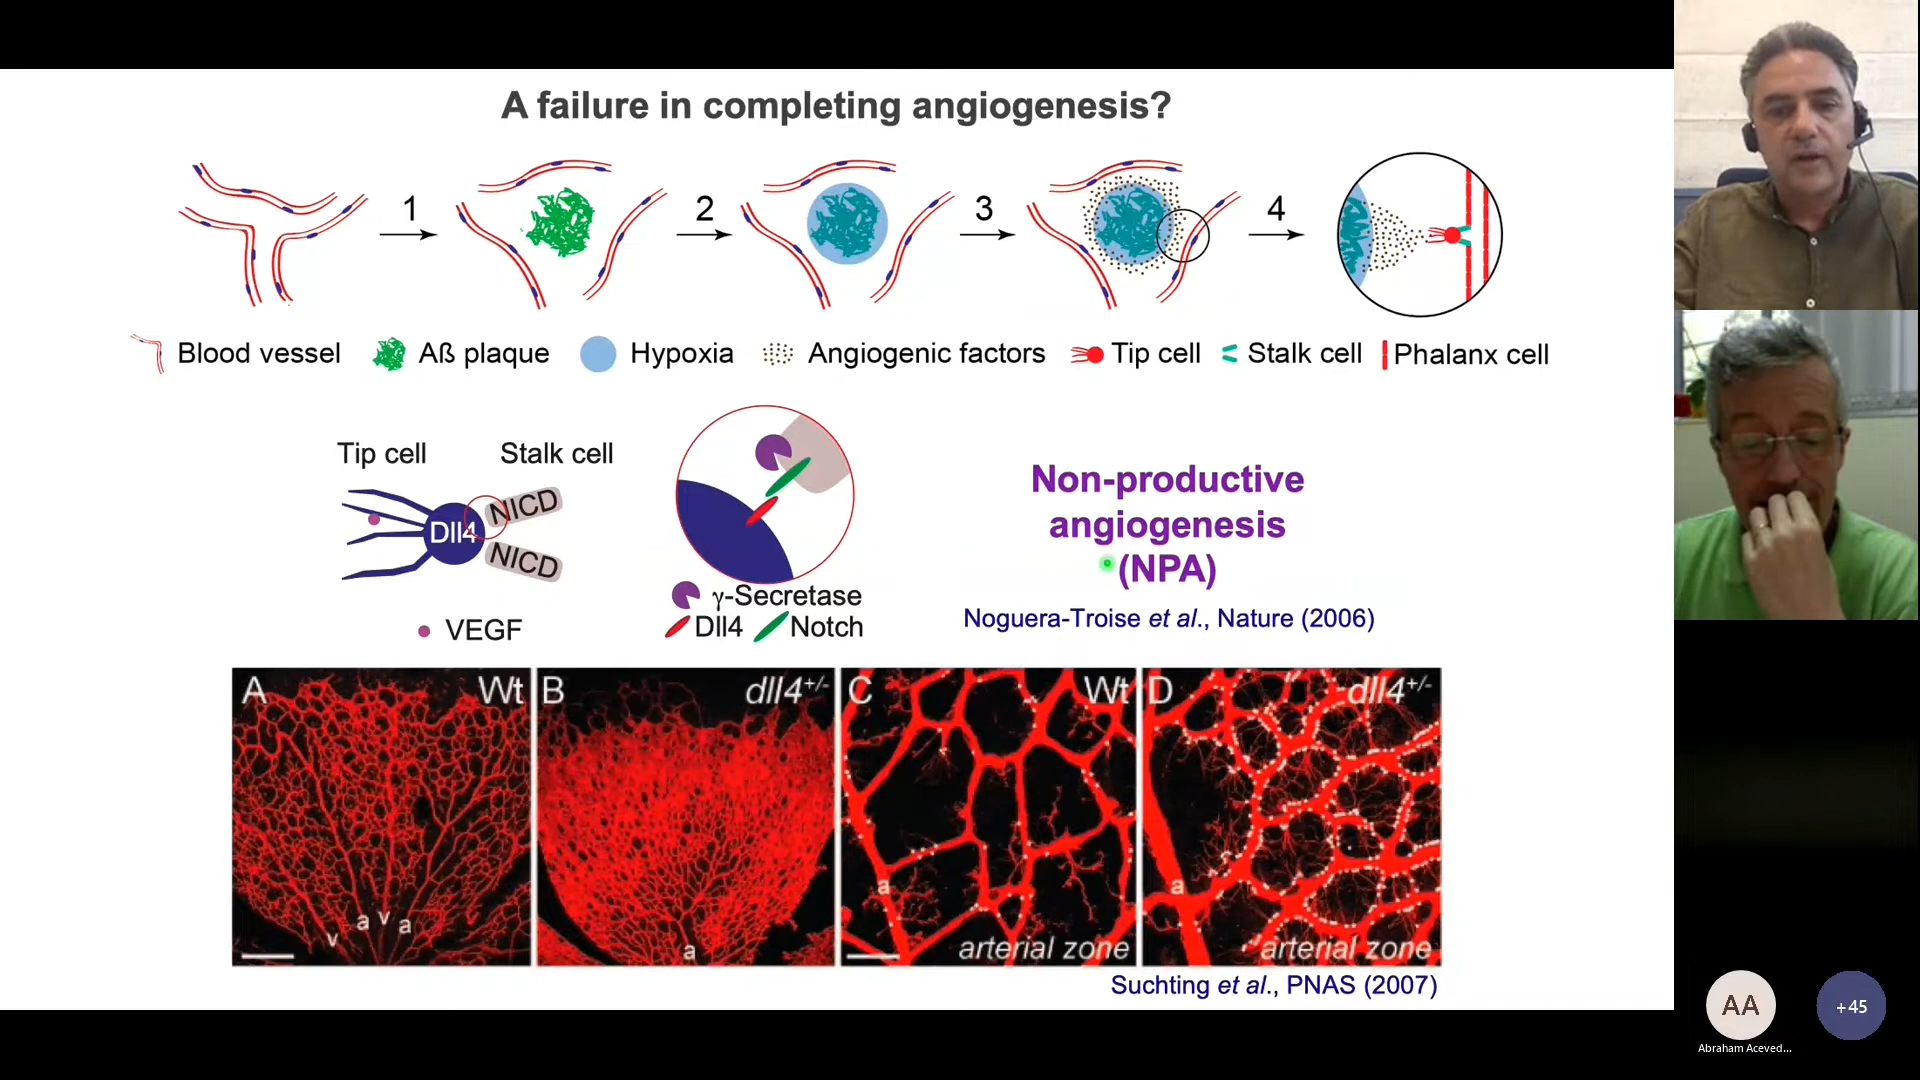 A failure in completing angiogenesis?
1
2
3
4
Blood vessel
Aß plaque
Hypoxia
Angiogenic factors
Tip cell
Stalk cell
Phalanx cell
Tip cell
Stalk cell
Dll4
NICD
NICD
VEGF
γ-Secretase
Dll4
Notch
Non-productive
angiogenesis
(NPA)
Noguera-Troise et al., Nature (2006)
A
Wt
v
a
v
a
B
dll4+/-
a
C
Wt
a
arterial zone
D
dll4+/-
a
arterial zone
Suchting et al., PNAS (2007)
AA
Abraham Aceved...
+45